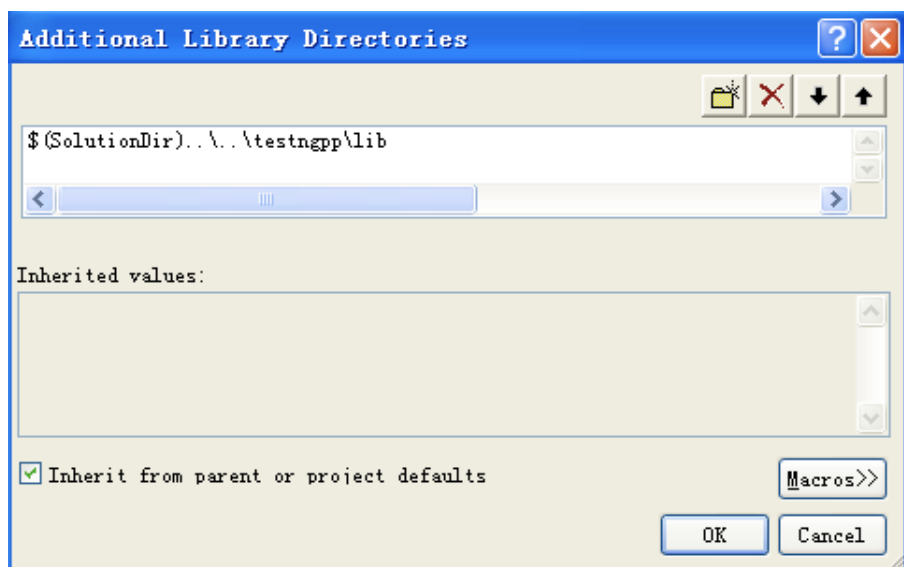 Additional Library Directories
$(SolutionDir)..\..\testngpp\lib
Inherited values:
Inherit from parent or project defaults
Macros>>
OK
Cancel